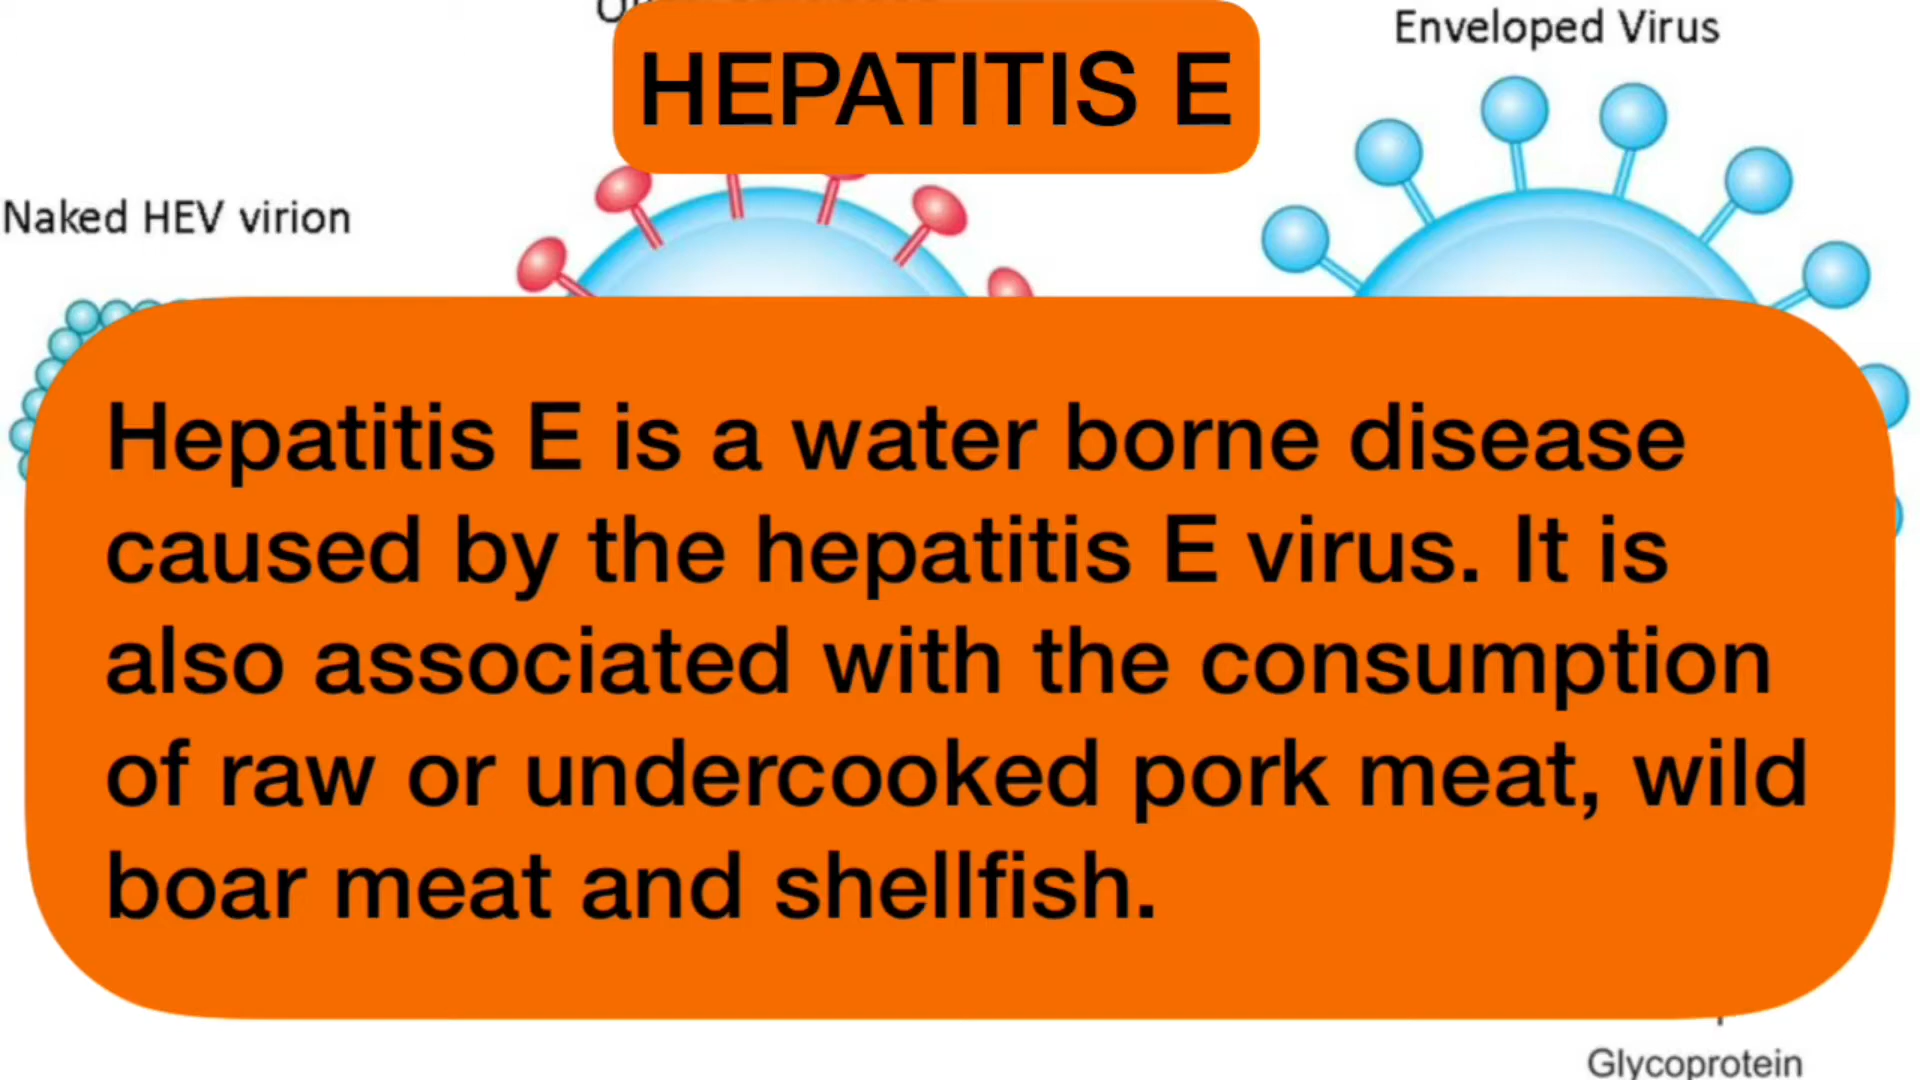 HEPATITIS E
Enveloped Virus
Naked HEV virion
Hepatitis E is a water borne disease
caused by the hepatitis E virus. It is
also associated with the consumption
of raw or undercooked pork meat, wild
boar meat and shellfish.
Glycoprotein